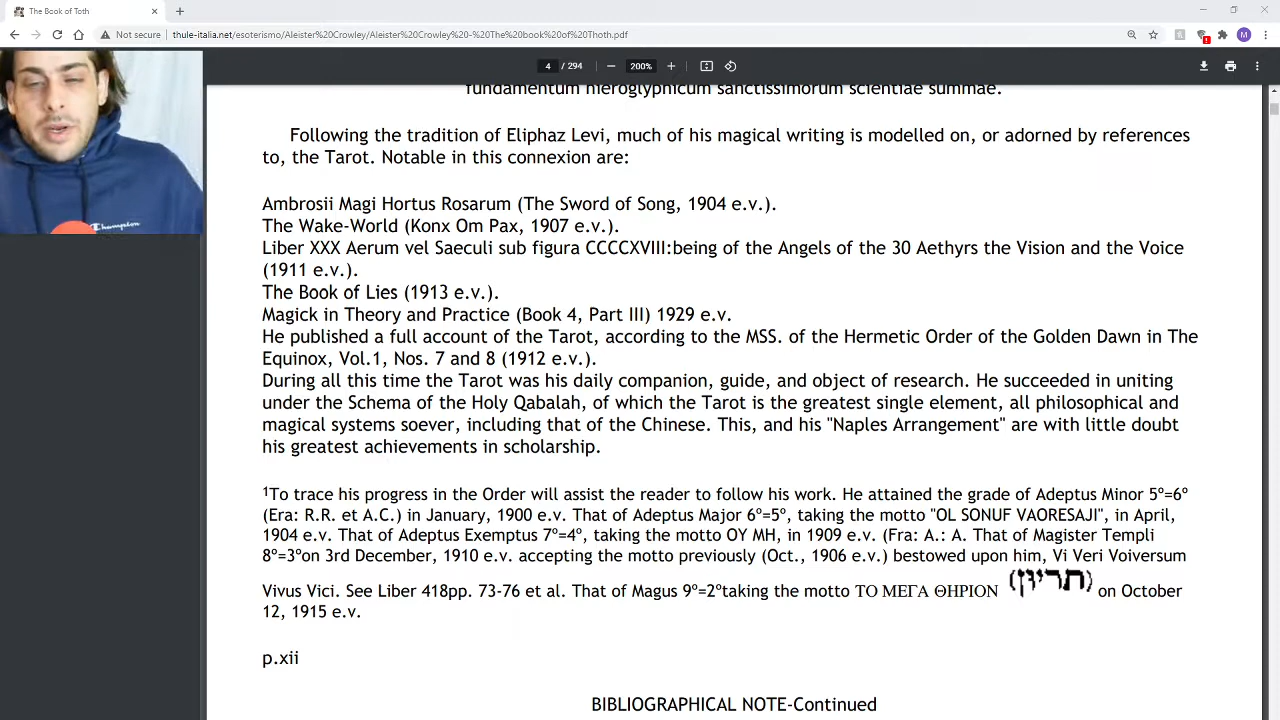 The Book of Toth
Not secure | thule-italia.net/esoterismo/Aleister%20Crowley/Aleister%20Crowley%20-%20The%20book%20of%20Thoth.pdf
M
4 / 294
200%
fundamentum hieroglyphicum sanctissimorum scientiae summae.
Following the tradition of Eliphaz Levi, much of his magical writing is modelled on, or adorned by references
to, the Tarot. Notable in this connexion are:
Ambrosii Magi Hortus Rosarum (The Sword of Song, 1904 e.v.).
The Wake-World (Konx Om Pax, 1907 e.v.).
Liber XXX Aerum vel Saeculi sub figura CCCCXVIII:being of the Angels of the 30 Aethyrs the Vision and the Voice
(1911 e.v.).
The Book of Lies (1913 e.v.).
Magick in Theory and Practice (Book 4, Part III) 1929 e.v.
He published a full account of the Tarot, according to the MSS. of the Hermetic Order of the Golden Dawn in The
Equinox, Vol.1, Nos. 7 and 8 (1912 e.v.).
During all this time the Tarot was his daily companion, guide, and object of research. He succeeded in uniting
under the Schema of the Holy Qabalah, of which the Tarot is the greatest single element, all philosophical and
magical systems soever, including that of the Chinese. This, and his "Naples Arrangement" are with little doubt
his greatest achievements in scholarship.
¹To trace his progress in the Order will assist the reader to follow his work. He attained the grade of Adeptus Minor 5º=6º
(Era: R.R. et A.C.) in January, 1900 e.v. That of Adeptus Major 6º=5º, taking the motto "OL SONUF VAORESAJI", in April,
1904 e.v. That of Adeptus Exemptus 7º=4º, taking the motto OY MH, in 1909 e.v. (Fra: A.: A. That of Magister Templi
8º=3ºon 3rd December, 1910 e.v. accepting the motto previously (Oct., 1906 e.v.) bestowed upon him, Vi Veri Voiversum
Vivus Vici. See Liber 418pp. 73-76 et al. That of Magus 9º=2ºtaking the motto ΤΟ ΜΕΓΑ ΘΗΡΙΟΝ (תריון) on October
12, 1915 e.v.
p.xii
BIBLIOGRAPHICAL NOTE-Continued
Champion